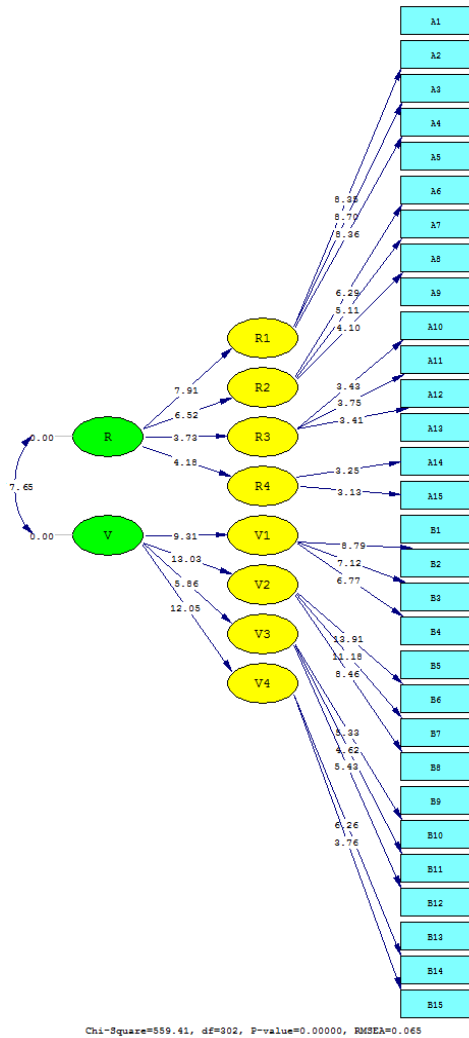 A1
A2
A3
A4
A5
A6
A7
A8
A9
A10
A11
A12
A13
A14
A15
B1
B2
B3
B4
B5
B6
B7
B8
B9
B10
B11
B12
B13
B14
B15
R1
R2
R3
R4
V1
V2
V3
V4
R
V
0.00
0.00
7.65
7.91
6.52
3.73
4.18
9.31
13.03
5.86
12.05
8.35
8.70
8.36
6.29
5.11
4.10
3.43
3.75
3.41
3.25
3.13
8.79
7.12
6.77
13.91
11.18
8.46
4.62
5.43
6.26
3.76
Chi-Square=559.41, df=302, P-value=0.00000, RMSEA=0.065